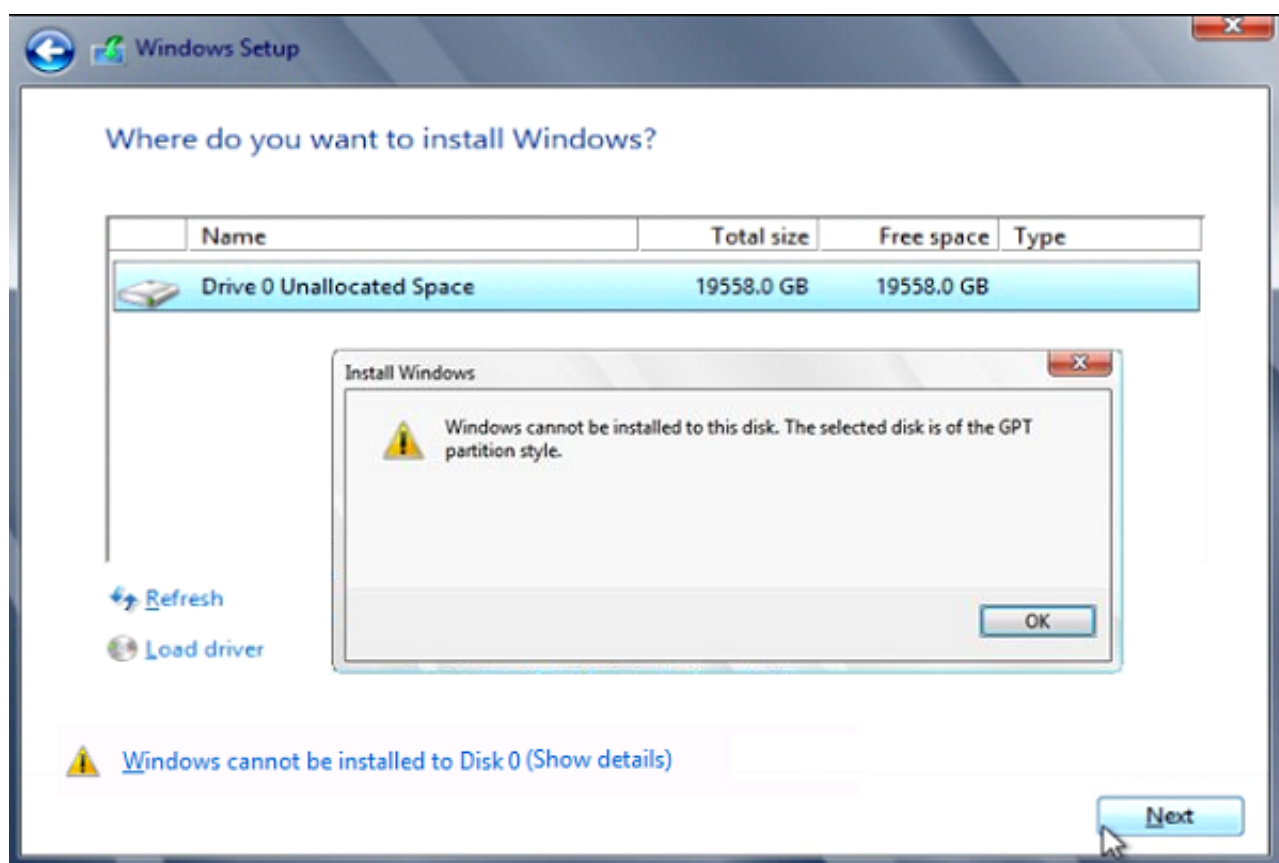 Windows Setup
Where do you want to install Windows?
Name Total size Free space Type
Drive 0 Unallocated Space 19558.0 GB 19558.0 GB
Install Windows
Windows cannot be installed to this disk. The selected disk is of the GPT
partition style.
OK
Refresh
Load driver
Windows cannot be installed to Disk 0 (Show details)
Next